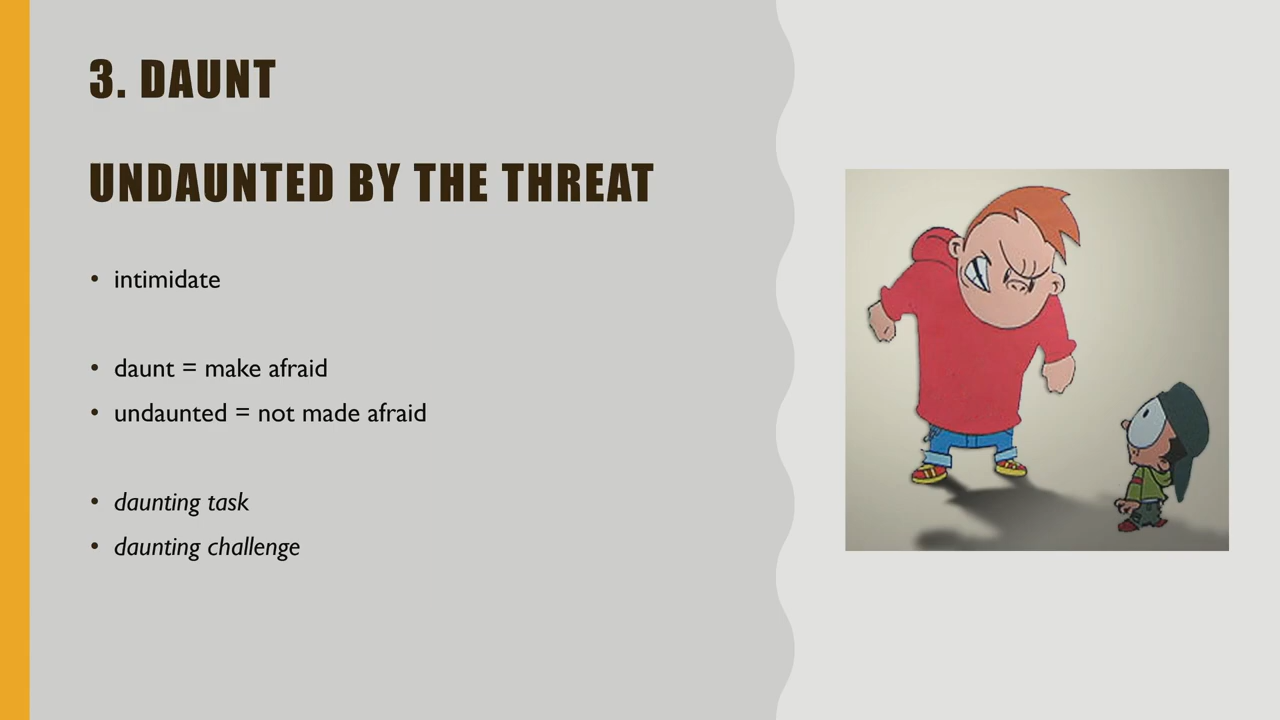 3. DAUNT
UNDAUNTED BY THE THREAT
• intimidate
• daunt = make afraid
• undaunted = not made afraid
• daunting task
• daunting challenge